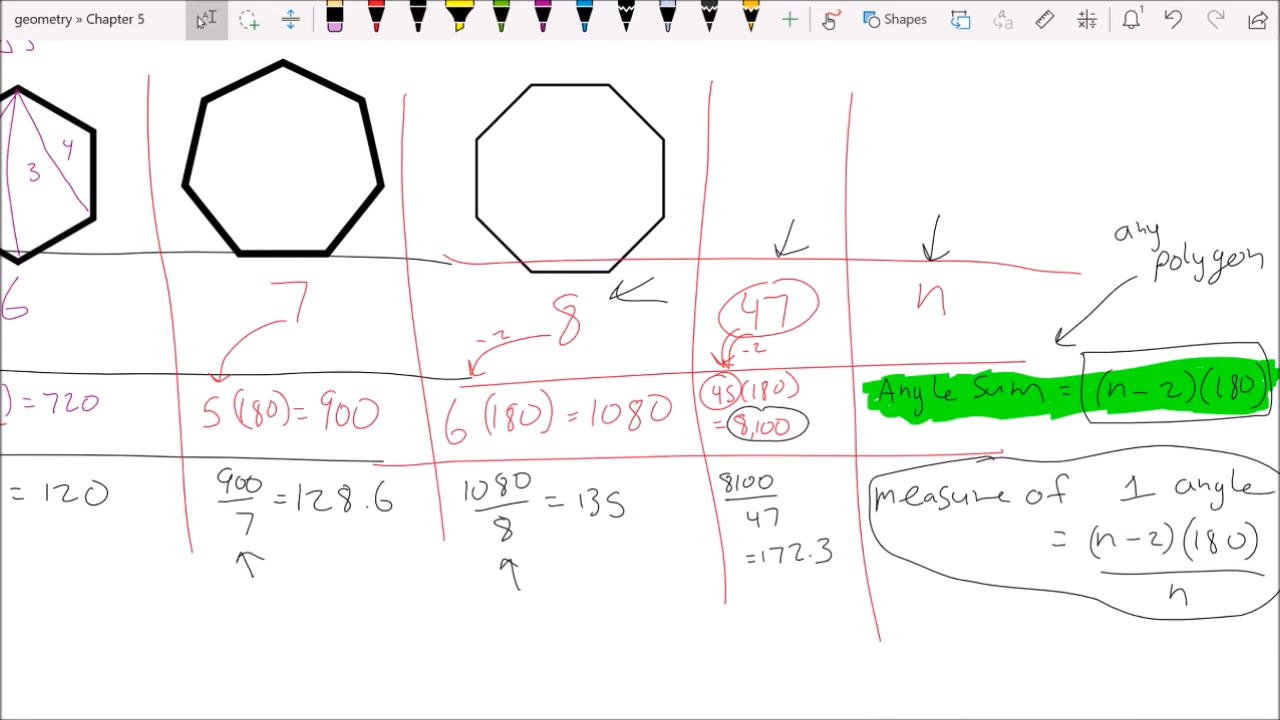 geometry » Chapter 5
Shapes
3
4
any
polygon
6
7
8
47
n
-2
-2
) = 720
5 (180) = 900
6 (180) = 1080
45(180)
= 8,100
Angle Sum = (n-2)(180)
= 120
900/7 = 128.6
1080/8 = 135
8100/47
= 172.3
measure of 1 angle
= (n-2)(180)
n